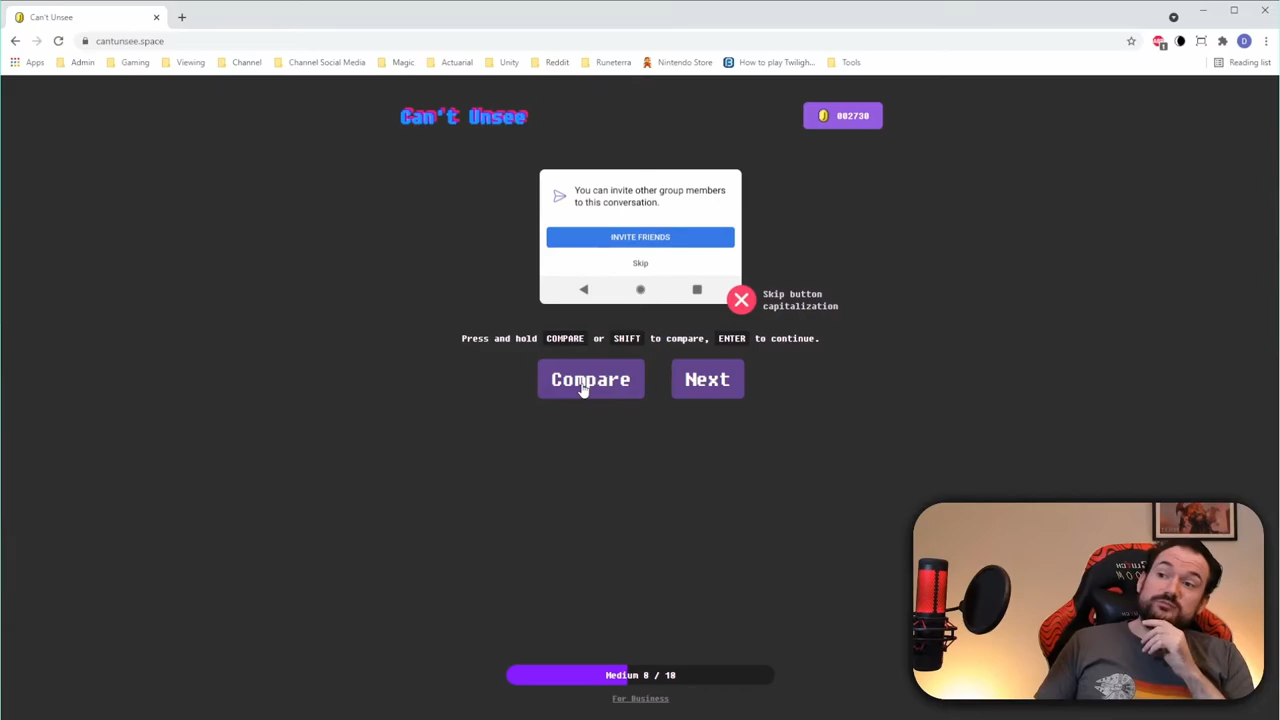 Can't Unsee
cantunsee.space
Apps Admin Gaming Viewing Channel Channel Social Media Magic Actuarial Unity Reddit Runeterra Nintendo Store How to play Twiligh... Tools Reading list
Can't Unsee
002730
You can invite other group members
to this conversation.
INVITE FRIENDS
Skip
Skip button
capitalization
Press and hold COMPARE or SHIFT to compare, ENTER to continue.
Compare Next
Medium 8 / 18
For Business